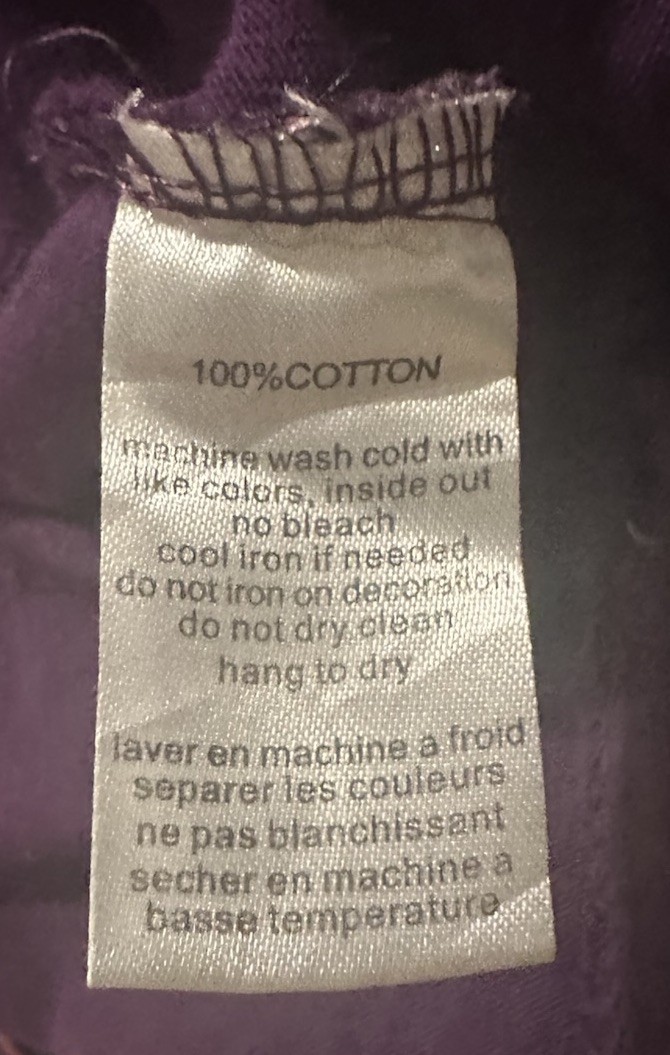 100%COTTON
machine wash cold with
like colors, inside out
no bleach
cool iron if needed
do not iron on decoration
do not dry clean
hang to dry
laver en machine a froid
separer les couleurs
ne pas blanchissant
secher en machine a
basse temperature